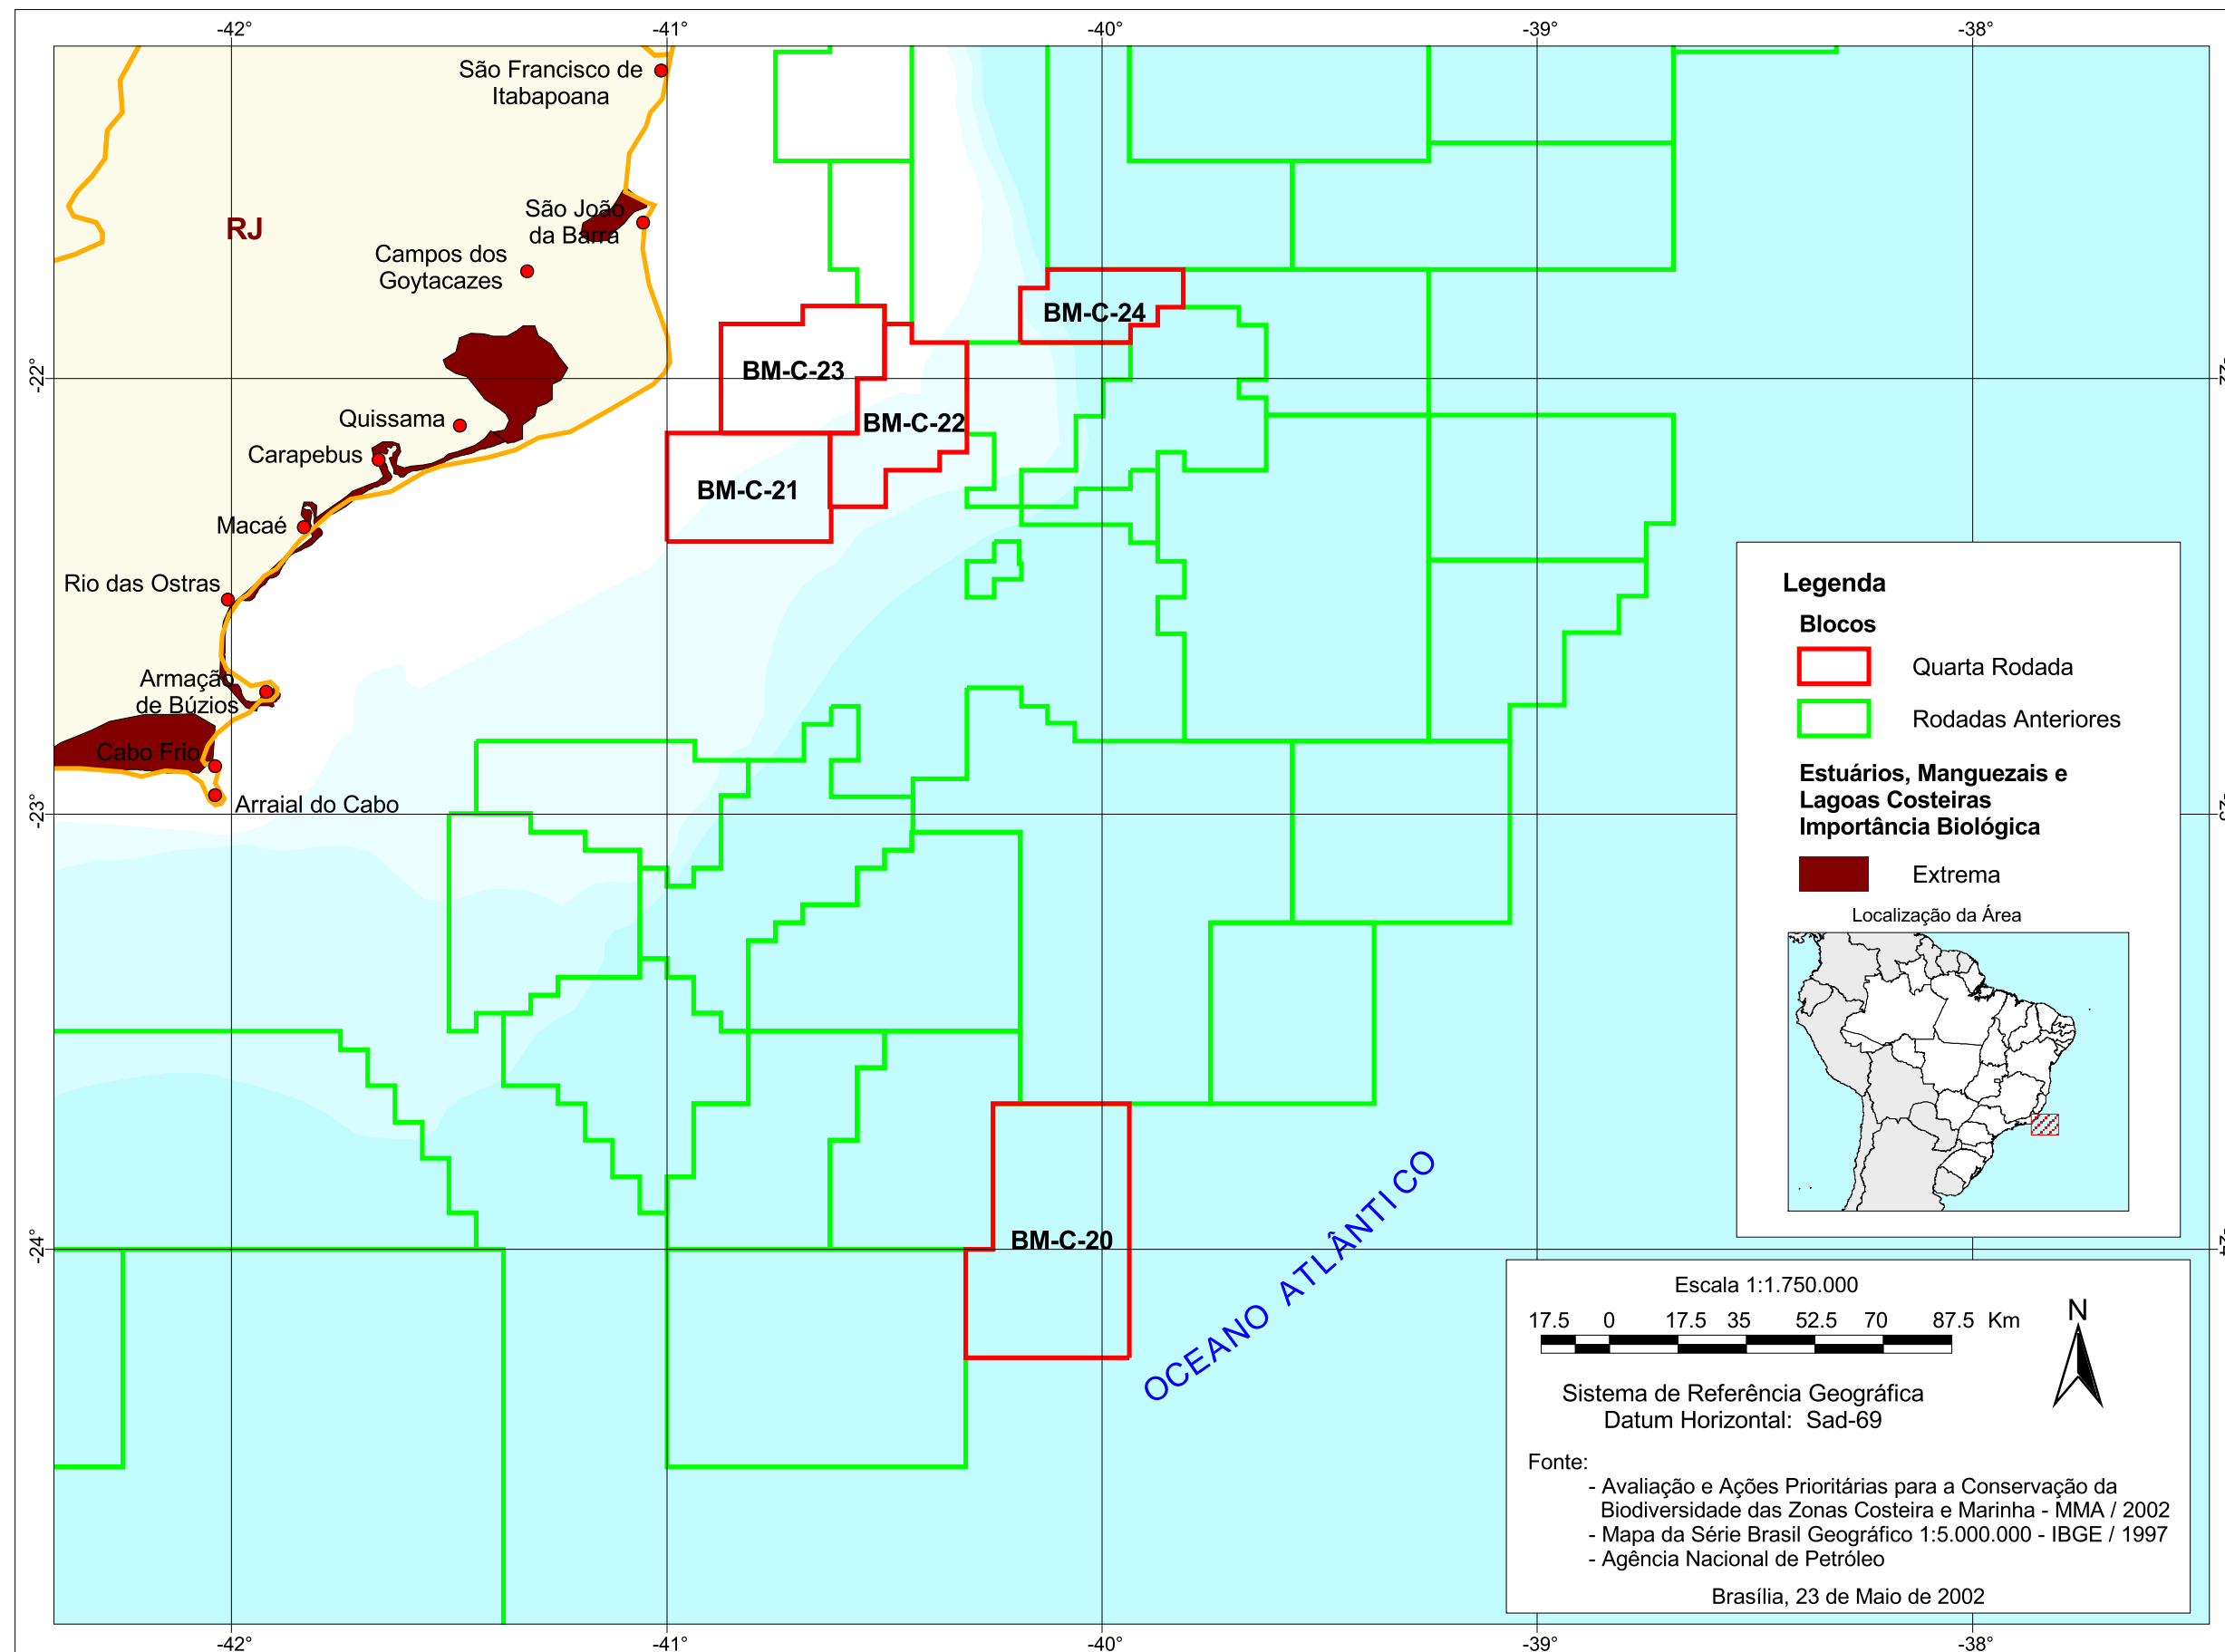 -42°
-41°
-40°
-39°
-38°
São Francisco de
Itabapoana
São João
da Barra
RJ
Campos dos
Goytacazes
BM-C-24
BM-C-23
-22°
BM-C-22
Quissama
Carapebus
BM-C-21
Macaé
Rio das Ostras
Armação
de Búzios
Cabo Frio
Arraial do Cabo
-23°
Legenda
Blocos
Quarta Rodada
Rodadas Anteriores
Estuários, Manguezais e
Lagoas Costeiras
Importância Biológica
Extrema
Localização da Área
BM-C-20
-24°
OCEANO ATLÂNTICO
Escala 1:1.750.000
17.5 0 17.5 35 52.5 70 87.5 Km
N
Sistema de Referência Geográfica
Datum Horizontal: Sad-69
Fonte:
- Avaliação e Ações Prioritárias para a Conservação da
Biodiversidade das Zonas Costeira e Marinha - MMA / 2002
- Mapa da Série Brasil Geográfico 1:5.000.000 - IBGE / 1997
- Agência Nacional de Petróleo
Brasília, 23 de Maio de 2002
-42°
-41°
-40°
-39°
-38°